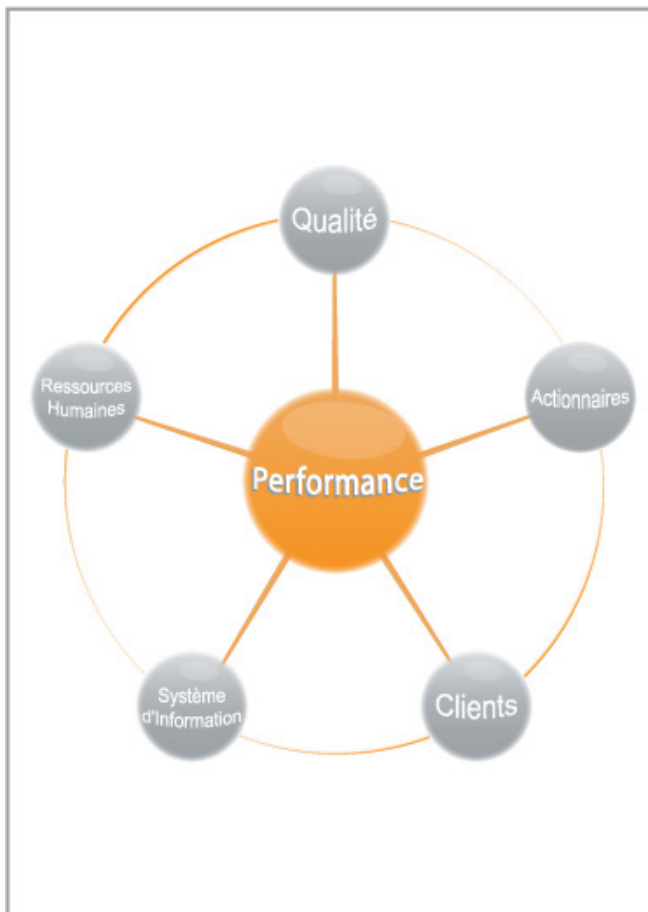 Qualité
Ressources
Humaines
Actionnaires
Performance
Système
d'Information
Clients